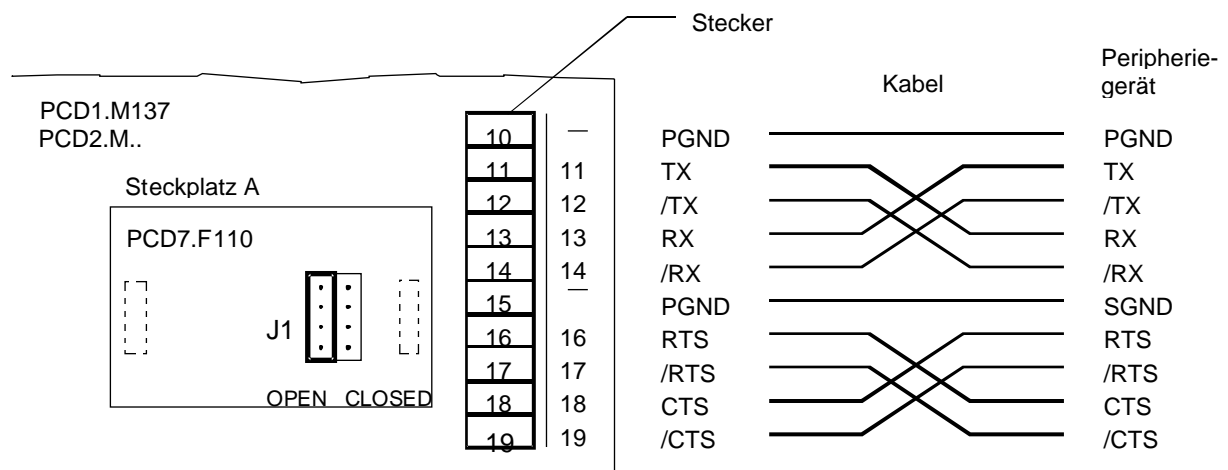 Stecker
Peripherie-
gerät
Kabel
PCD1.M137
PCD2.M..
Steckplatz A
PCD7.F110
J1
OPEN CLOSED
10 — PGND PGND
11 11 TX TX
12 12 /TX /TX
13 13 RX RX
14 14 /RX /RX
15 — PGND SGND
16 16 RTS RTS
17 17 /RTS /RTS
18 18 CTS CTS
19 19 /CTS /CTS